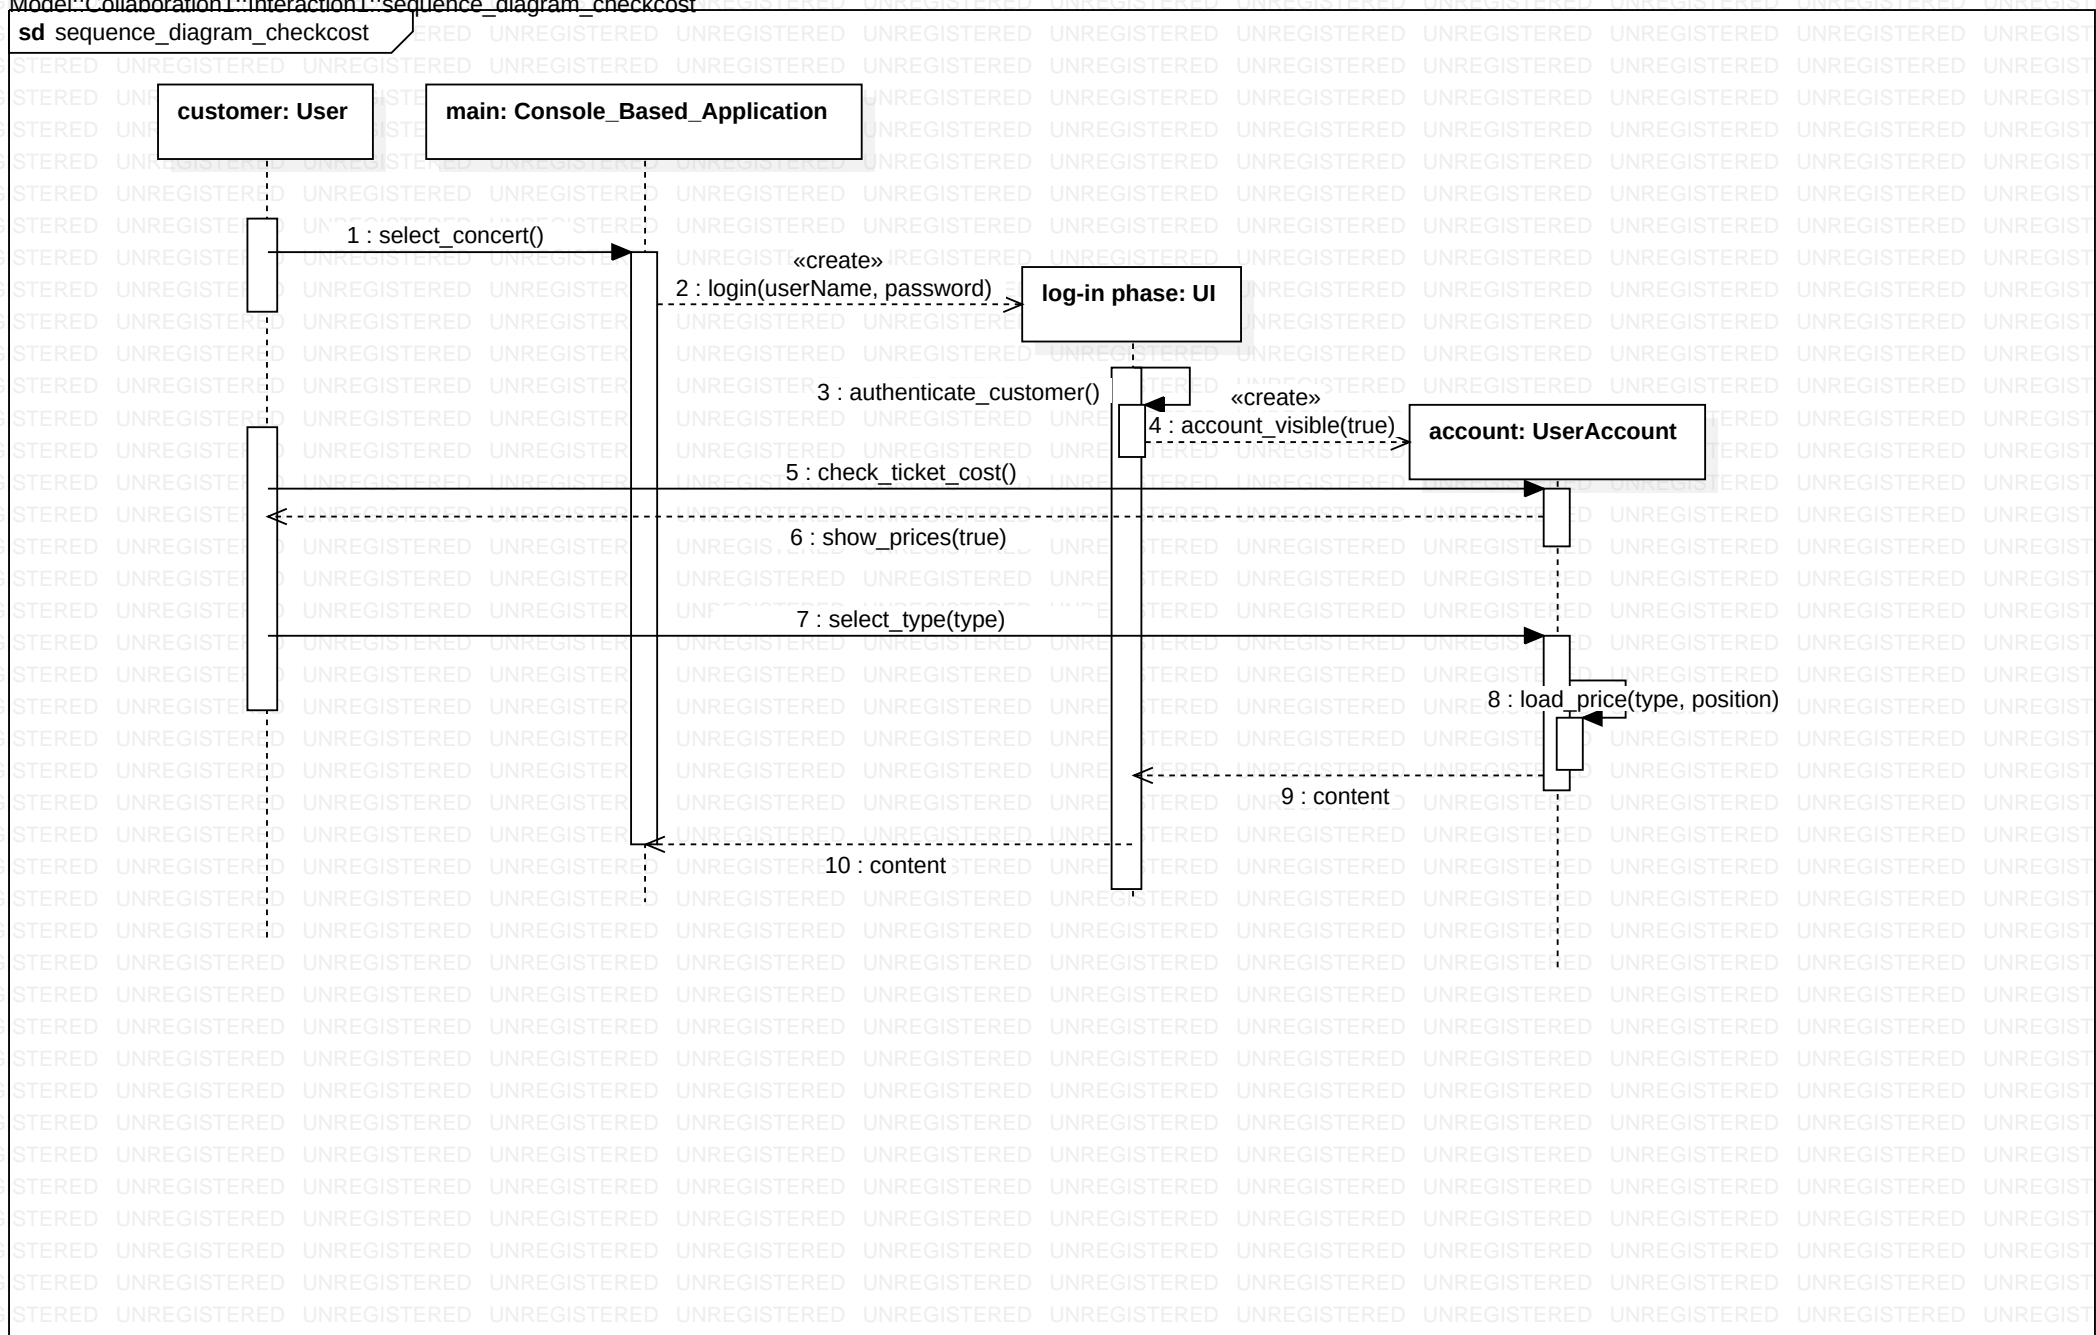 Model::Collaboration1::Interaction1::sequence_diagram_checkcost
sd sequence_diagram_checkcost
customer: User
main: Console_Based_Application
1 : select_concert()
«create»
2 : login(userName, password)
log-in phase: UI
3 : authenticate_customer()
«create»
4 : account_visible(true)
account: UserAccount
5 : check_ticket_cost()
6 : show_prices(true)
7 : select_type(type)
8 : load_price(type, position)
9 : content
10 : content
UNREGISTERED